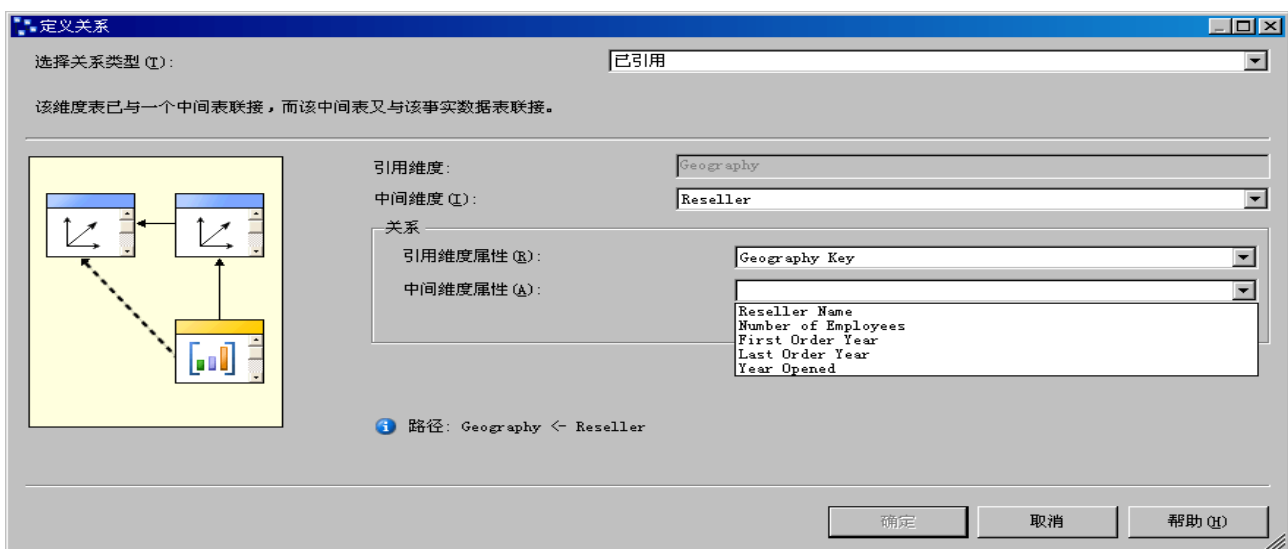 定义关系
选择关系类型(T):
已引用
该维度表已与一个中间表联接,而该中间表又与该事实数据表联接。
引用维度:
Geography
中间维度(I):
Reseller
关系
引用维度属性(R):
Geography Key
中间维度属性(A):
Reseller Name
Number of Employees
First Order Year
Last Order Year
Year Opened
路径: Geography <- Reseller
确定
取消
帮助(H)